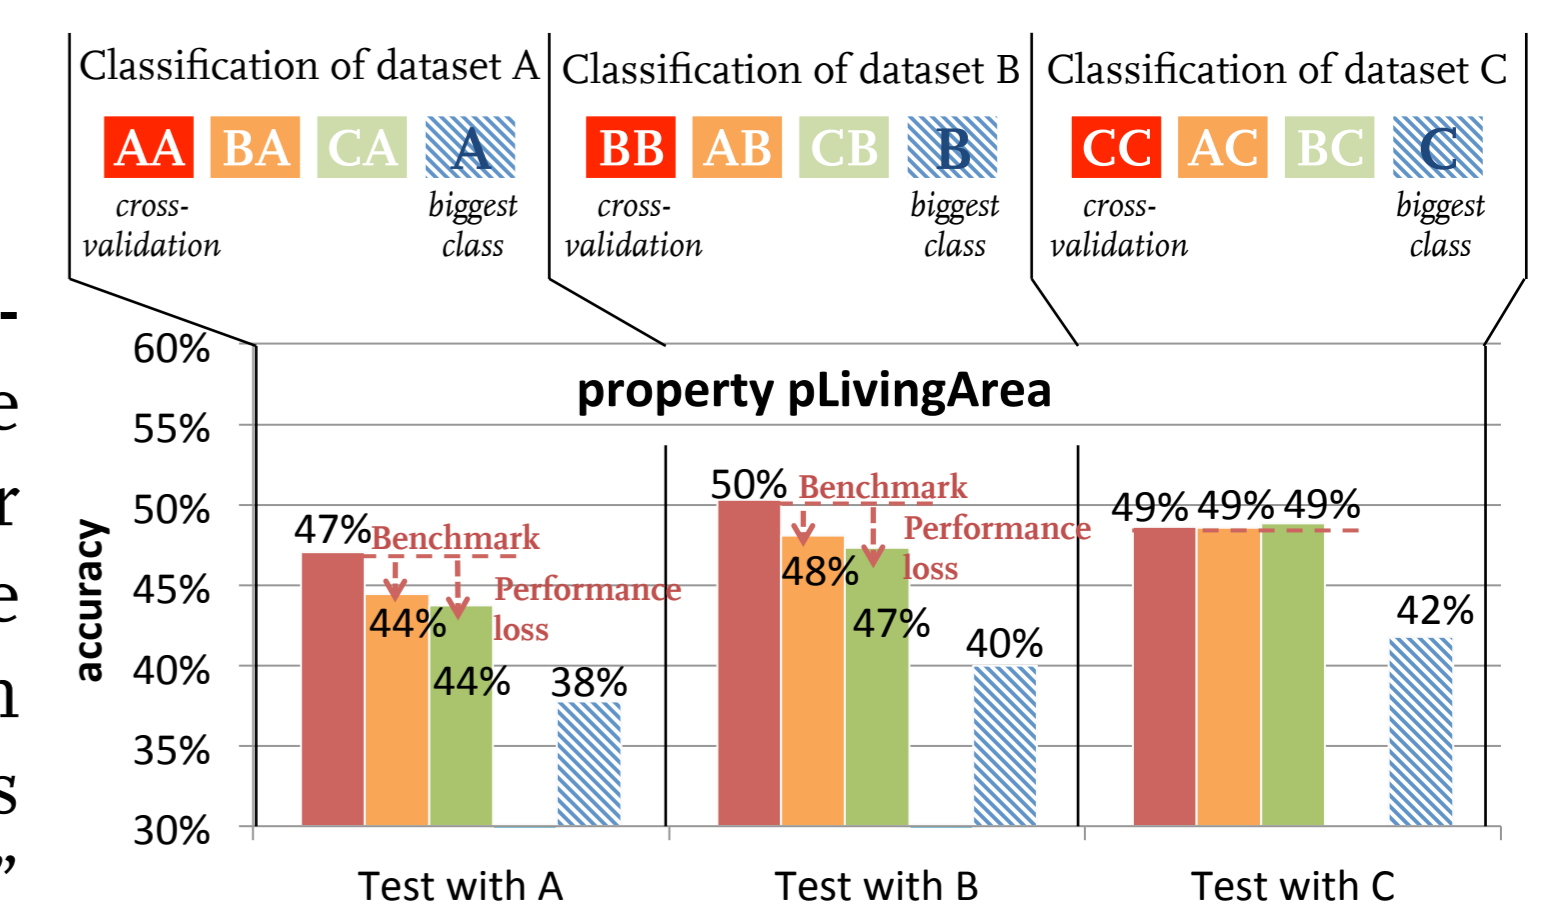 Classification of dataset A
AA BA CA A
cross-
validation
biggest
class
Classification of dataset B
BB AB CB B
cross-
validation
biggest
class
Classification of dataset C
CC AC BC C
cross-
validation
biggest
class
-
e
r
e
n
s
”
accuracy
60%
55%
50%
45%
40%
35%
30%
property pLivingArea
47%
Benchmark
44%
Performance
loss
44%
38%
50%
Benchmark
48%
Performance
loss
47%
40%
49% 49% 49%
42%
Test with A
Test with B
Test with C